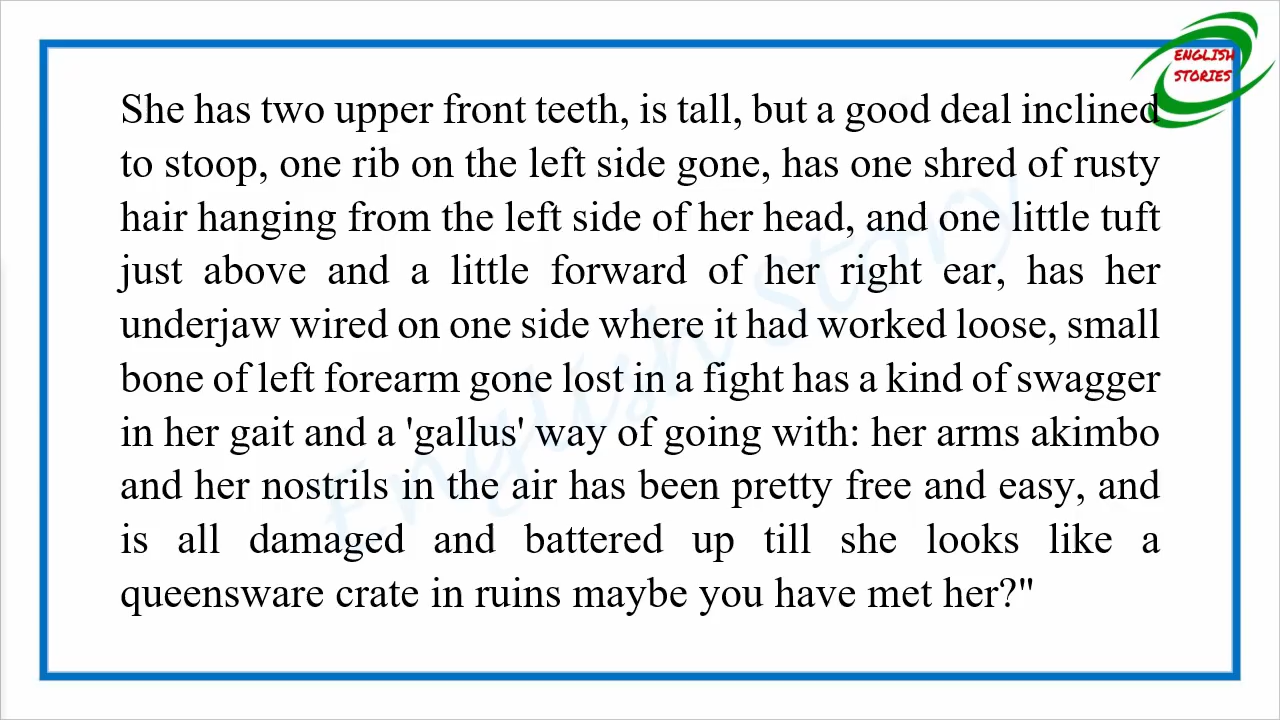 ENGLISH
STORIES
She has two upper front teeth, is tall, but a good deal inclined
to stoop, one rib on the left side gone, has one shred of rusty
hair hanging from the left side of her head, and one little tuft
just above and a little forward of her right ear, has her
underjaw wired on one side where it had worked loose, small
bone of left forearm gone lost in a fight has a kind of swagger
in her gait and a 'gallus' way of going with: her arms akimbo
and her nostrils in the air has been pretty free and easy, and
is all damaged and battered up till she looks like a
queensware crate in ruins maybe you have met her?"
English Story